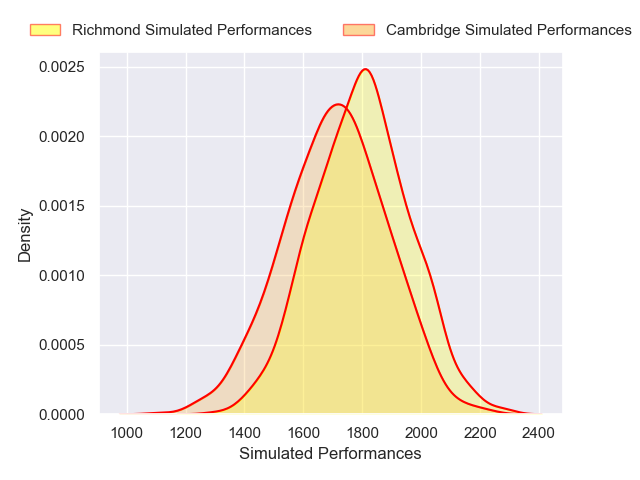 Richmond Simulated Performances
Cambridge Simulated Performances
0.0025
0.0020
0.0015
0.0010
0.0005
0.0000
Density
1000 1200 1400 1600 1800 2000 2200 2400
Simulated Performances